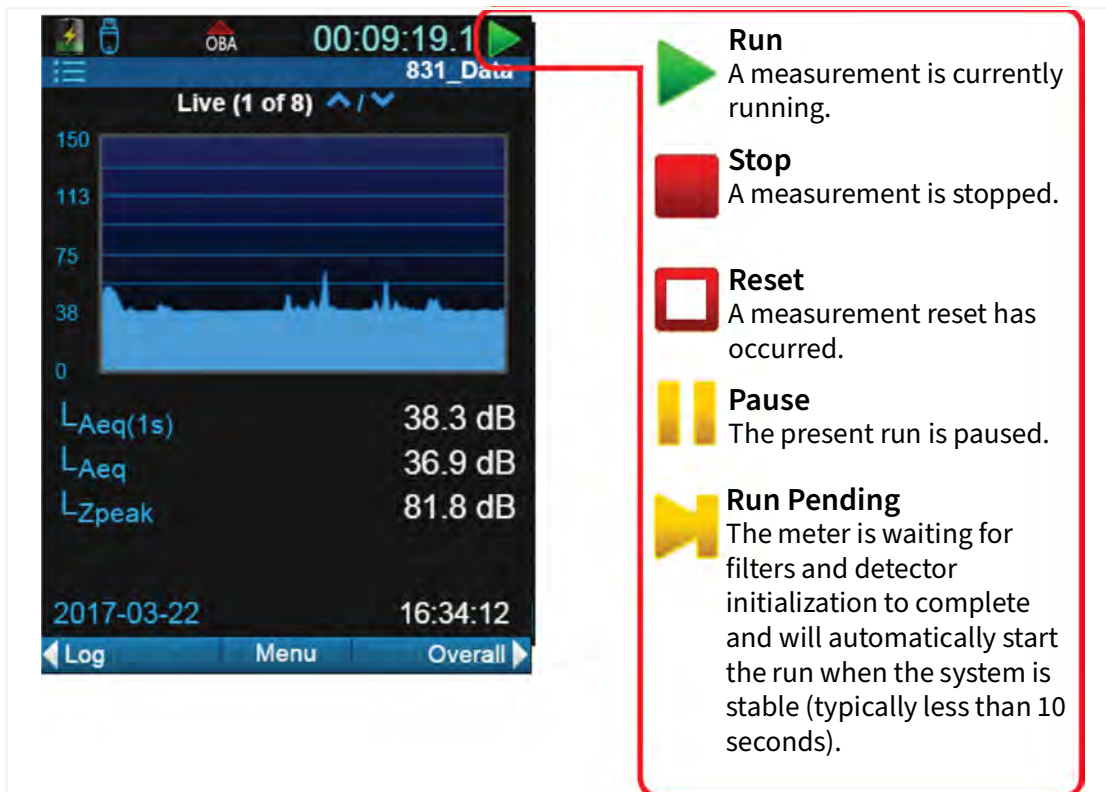 OBA 00:09:19.1
831_Data
Live (1 of 8) /
150
113
75
38
0
LAeq(1s) 38.3 dB
LAeq 36.9 dB
LZpeak 81.8 dB
2017-03-22 16:34:12
Log Menu Overall
Run
A measurement is currently
running.
Stop
A measurement is stopped.
Reset
A measurement reset has
occurred.
Pause
The present run is paused.
Run Pending
The meter is waiting for
filters and detector
initialization to complete
and will automatically start
the run when the system is
stable (typically less than 10
seconds).